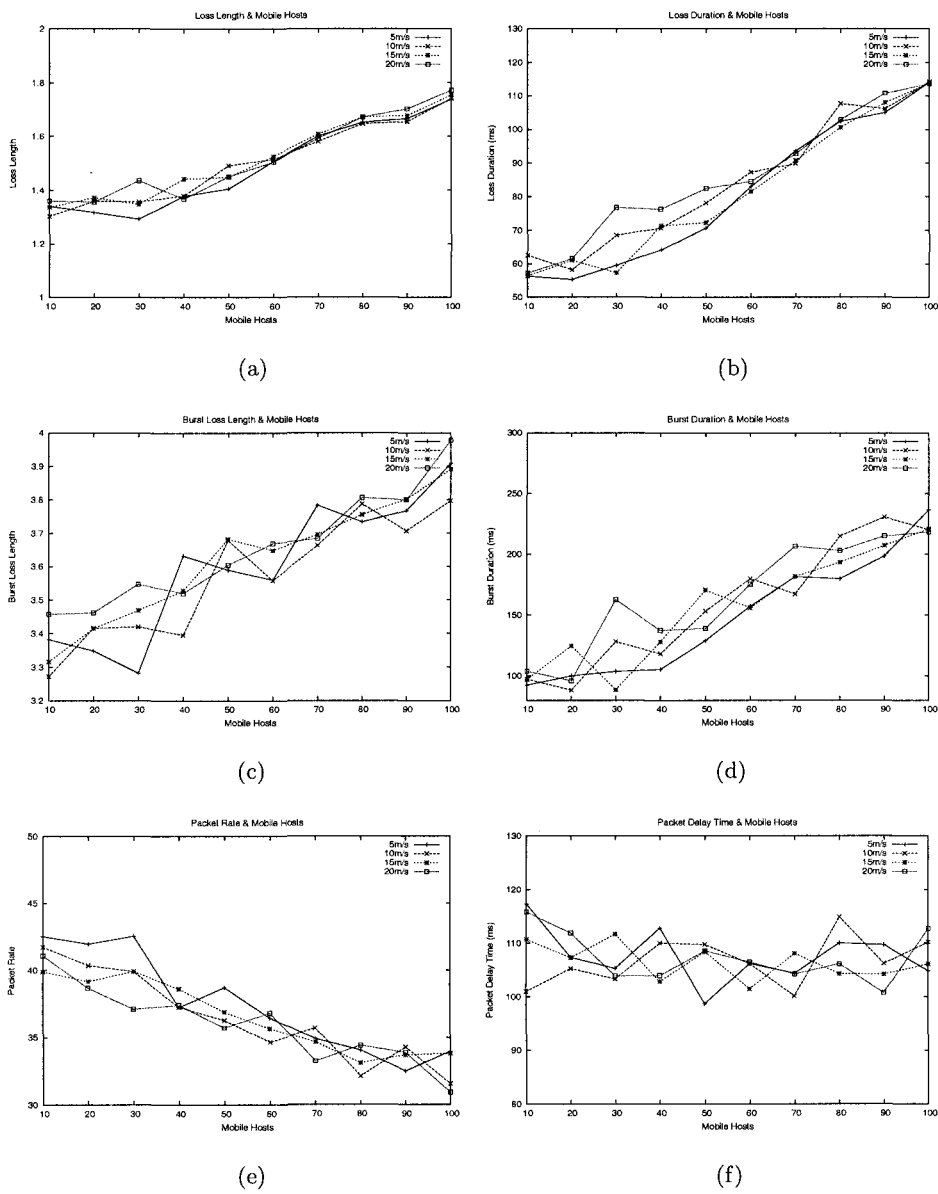 Loss Length & Mobile Hosts
2
1.8
1.6
1.4
1.2
1
Loss Length
5m/s
10m/s
15m/s
20m/s
10 20 30 40 50 60 70 80 90 100
Mobile Hosts
(a)
Loss Duration & Mobile Hosts
130
120
110
100
90
80
70
60
50
Loss Duration (ms)
5m/s
10m/s
15m/s
20m/s
10 20 30 40 50 60 70 80 90 100
Mobile Hosts
(b)
Burst Loss Length & Mobile Hosts
4
3.9
3.8
3.7
3.6
3.5
3.4
3.3
3.2
Burst Loss Length
5m/s
10m/s
15m/s
20m/s
10 20 30 40 50 60 70 80 90 100
Mobile Hosts
(c)
Burst Duration & Mobile Hosts
300
250
200
150
100
Burst Duration (ms)
5m/s
10m/s
15m/s
20m/s
10 20 30 40 50 60 70 80 90 100
Mobile Hosts
(d)
Packet Rate & Mobile Hosts
50
45
40
35
30
Packet Rate
5m/s
10m/s
15m/s
20m/s
10 20 30 40 50 60 70 80 90 100
Mobile Hosts
(e)
Packet Delay Time & Mobile Hosts
130
120
110
100
90
80
Packet Delay Time (ms)
5m/s
10m/s
15m/s
20m/s
10 20 30 40 50 60 70 80 90 100
Mobile Hosts
(f)